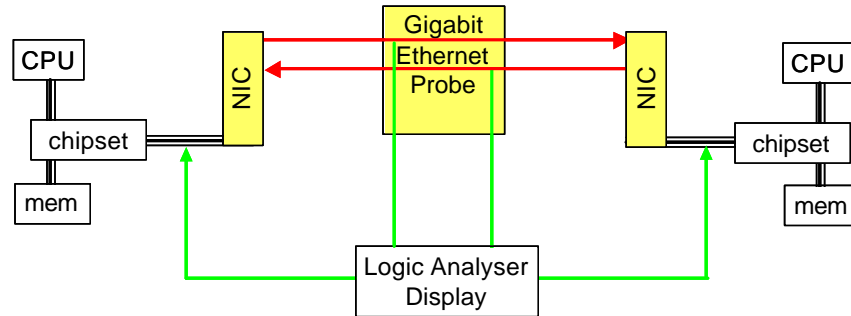 Gigabit
Ethernet
Probe
CPU
NIC
chipset
mem
NIC
CPU
chipset
mem
Logic Analyser
Display